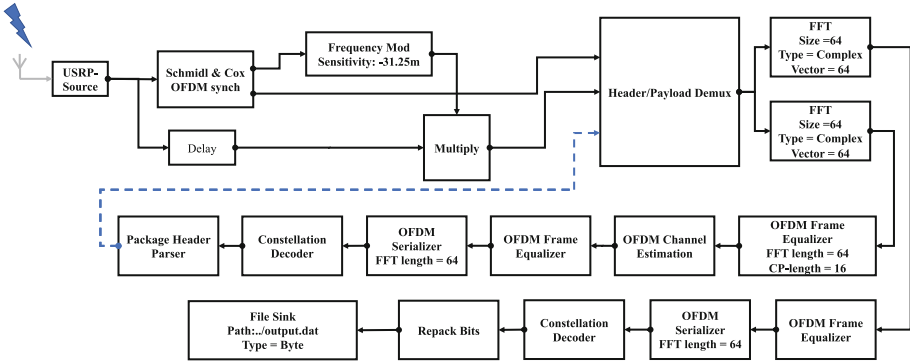 USRP-
Source
Schmidl & Cox
OFDM synch
Frequency Mod
Sensitivity: -31.25m
Delay
Multiply
Header/Payload Demux
FFT
Size =64
Type = Complex
Vector = 64
FFT
Size =64
Type = Complex
Vector = 64
Package Header
Parser
Constellation
Decoder
OFDM
Serializer
FFT length = 64
OFDM Frame
Equalizer
OFDM Channel
Estimation
OFDM Frame
Equalizer
FFT length = 64
CP-length = 16
File Sink
Path:../output.dat
Type = Byte
Repack Bits
Constellation
Decoder
OFDM
Serializer
FFT length = 64
OFDM Frame
Equalizer